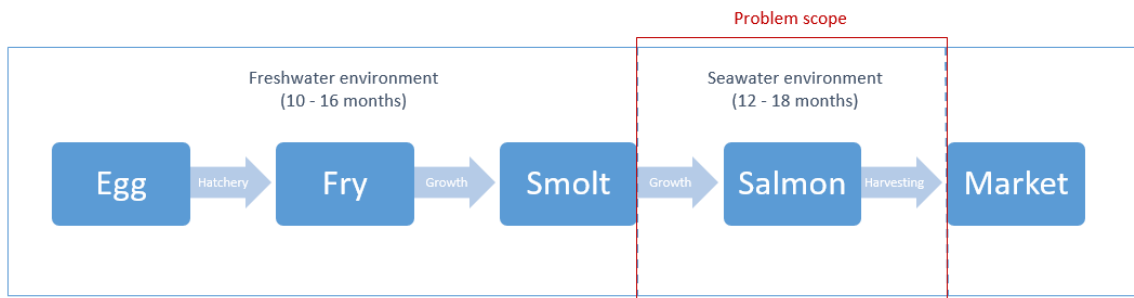 Problem scope
Freshwater environment
(10 - 16 months)
Seawater environment
(12 - 18 months)
Egg
Hatchery
Fry
Growth
Smolt
Growth
Salmon
Harvesting
Market